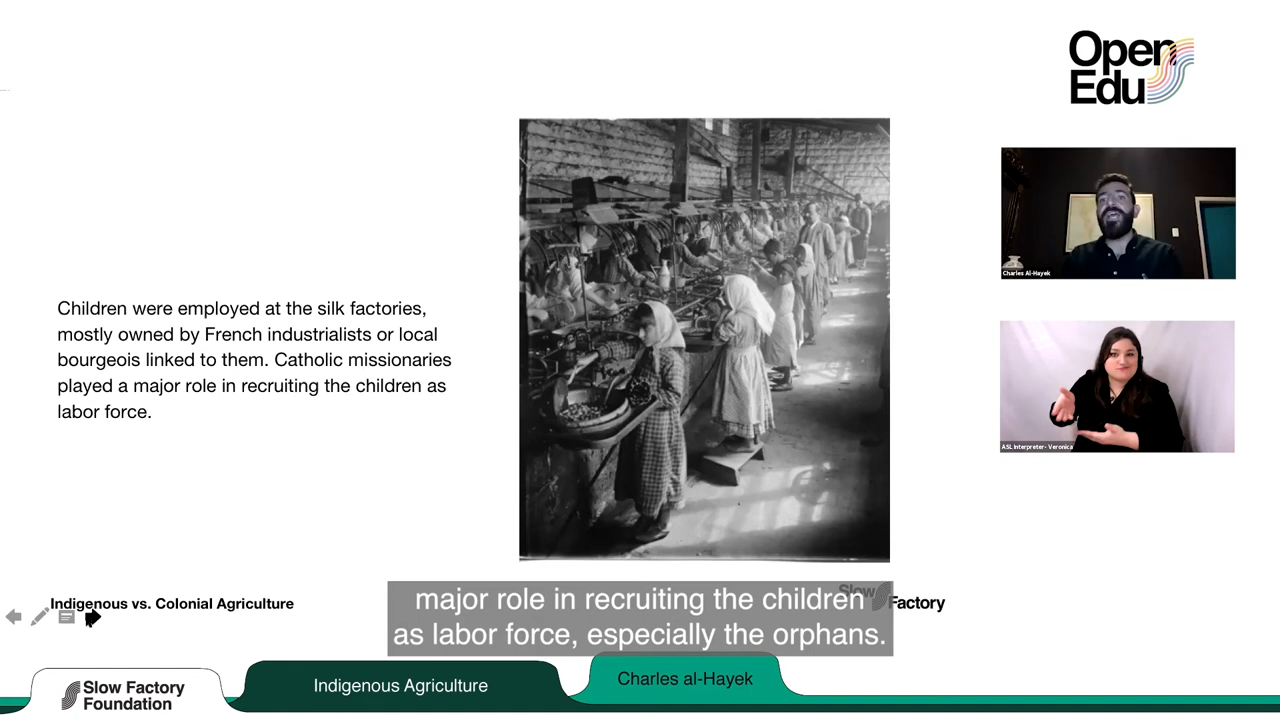 Open
Edu
Charles Al-Hayek
Children were employed at the silk factories,
mostly owned by French industrialists or local
bourgeois linked to them. Catholic missionaries
played a major role in recruiting the children as
labor force.
ASL Interpreter- Veronica
Indigenous vs. Colonial Agriculture
Slow Factory
major role in recruiting the children
as labor force, especially the orphans.
Slow Factory
Foundation
Indigenous Agriculture
Charles al-Hayek